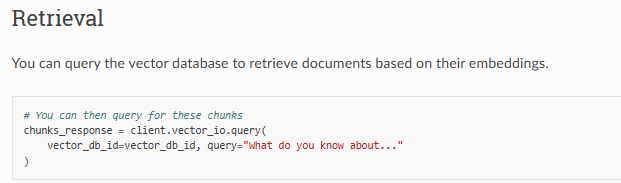 Retrieval
You can query the vector database to retrieve documents based on their embeddings.
# You can then query for these chunks
chunks_response = client.vector_io.query(
    vector_db_id=vector_db_id, query="What do you know about..."
)